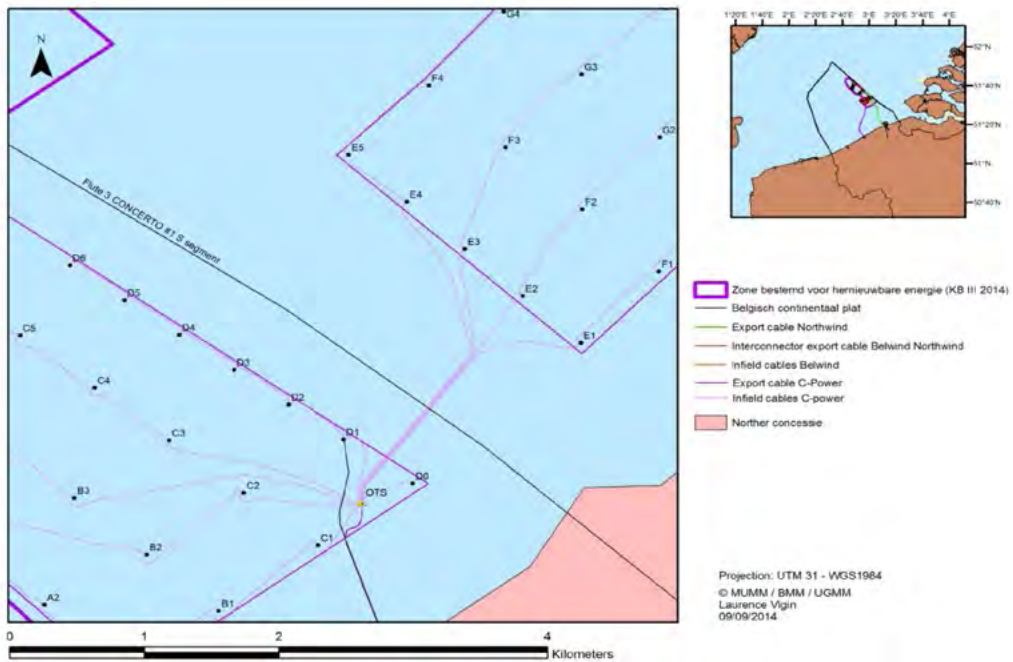 N
G4
G3
F4
G2
F3
E5
E4
F2
Flute 3 CONCERTO #1 S segment
E3
F1
D6
E2
D5
C5
D4
E1
D3
C4
D2
C3
D1
D0
C2
B3
OTS
C1
B2
A2
B1
0 1 2 4
Kilometers
1°20'E 1°40'E 2°E 2°20'E 2°40'E 3°E 3°20'E 3°40'E 4°E
52°N
51°40'N
51°20'N
51°N
50°40'N
Zone bestemd voor hernieuwbare energie (KB III 2014)
Belgisch continentaal plat
Export cable Northwind
Interconnector export cable Belwind Northwind
Infield cables Belwind
Export cable C-Power
Infield cables C-power
Norther concessie
Projection: UTM 31 - WGS1984
© MUMM / BMM / UGMM
Laurence Vigin
09/09/2014